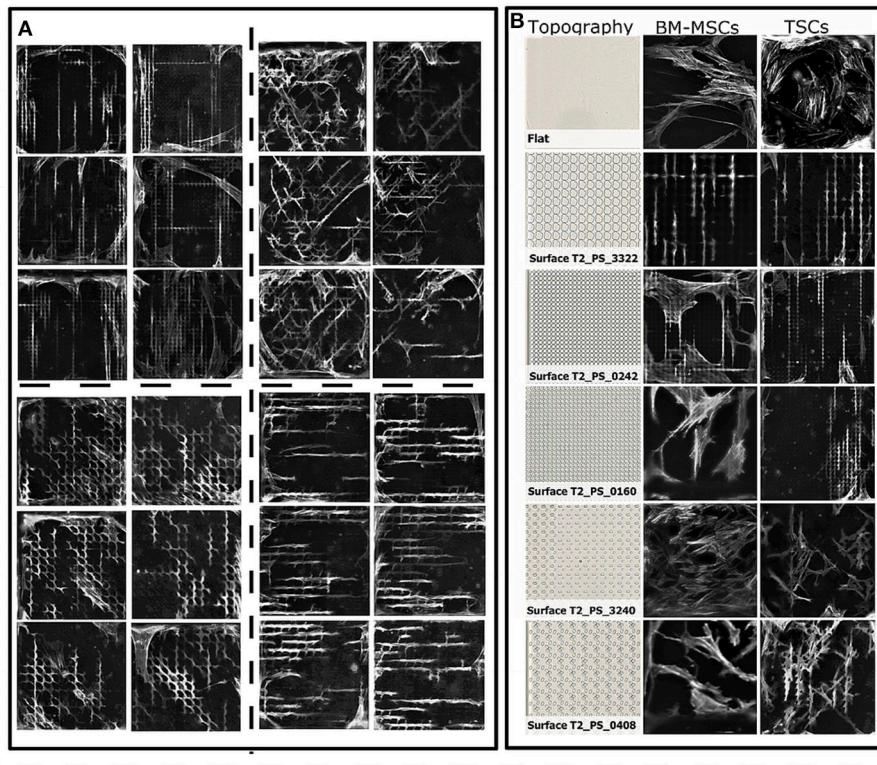 A
B
Topography BM-MSCs TSCs
Flat
Surface T2_PS_3322
Surface T2_PS_0242
Surface T2_PS_0160
Surface T2_PS_3240
Surface T2_PS_0408